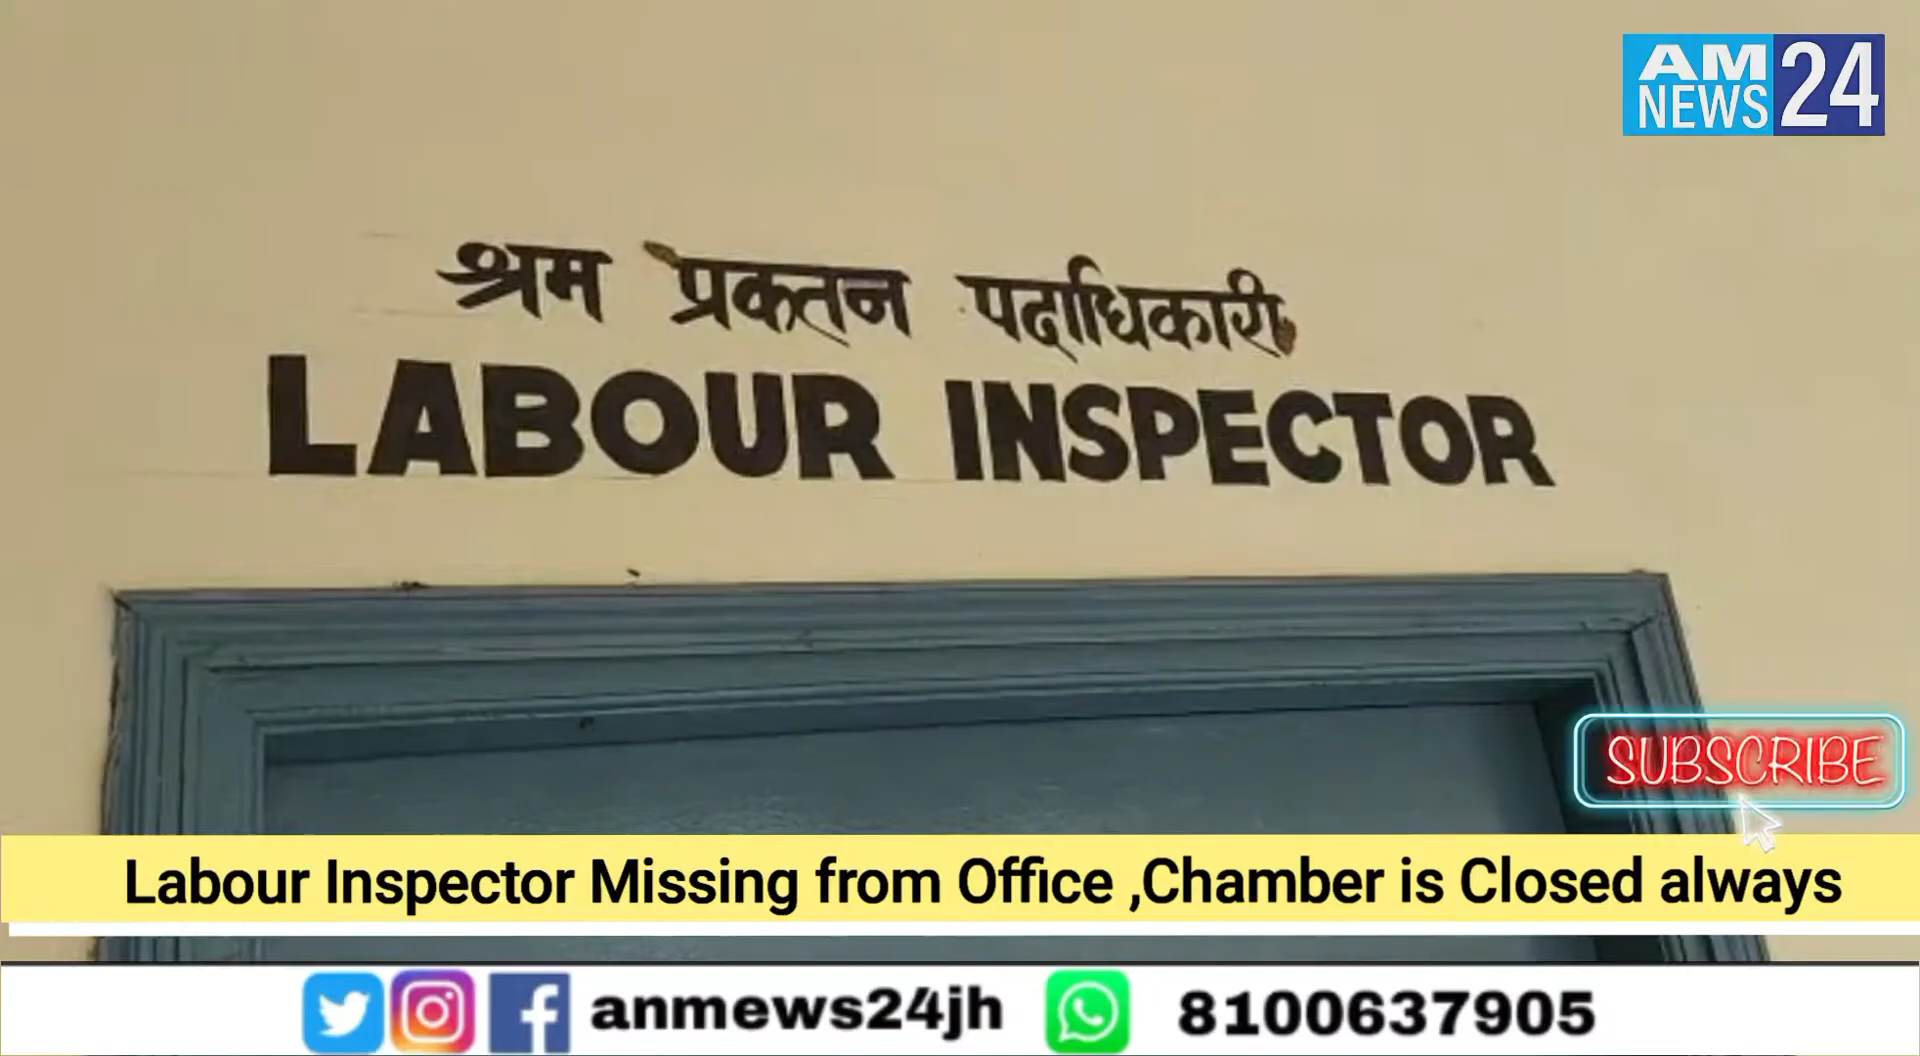 AM
NEWS
24
श्रम प्रकतन पदाधिकारी
LABOUR INSPECTOR
SUBSCRIBE
Labour Inspector Missing from Office ,Chamber is Closed always
anmews24jh 8100637905